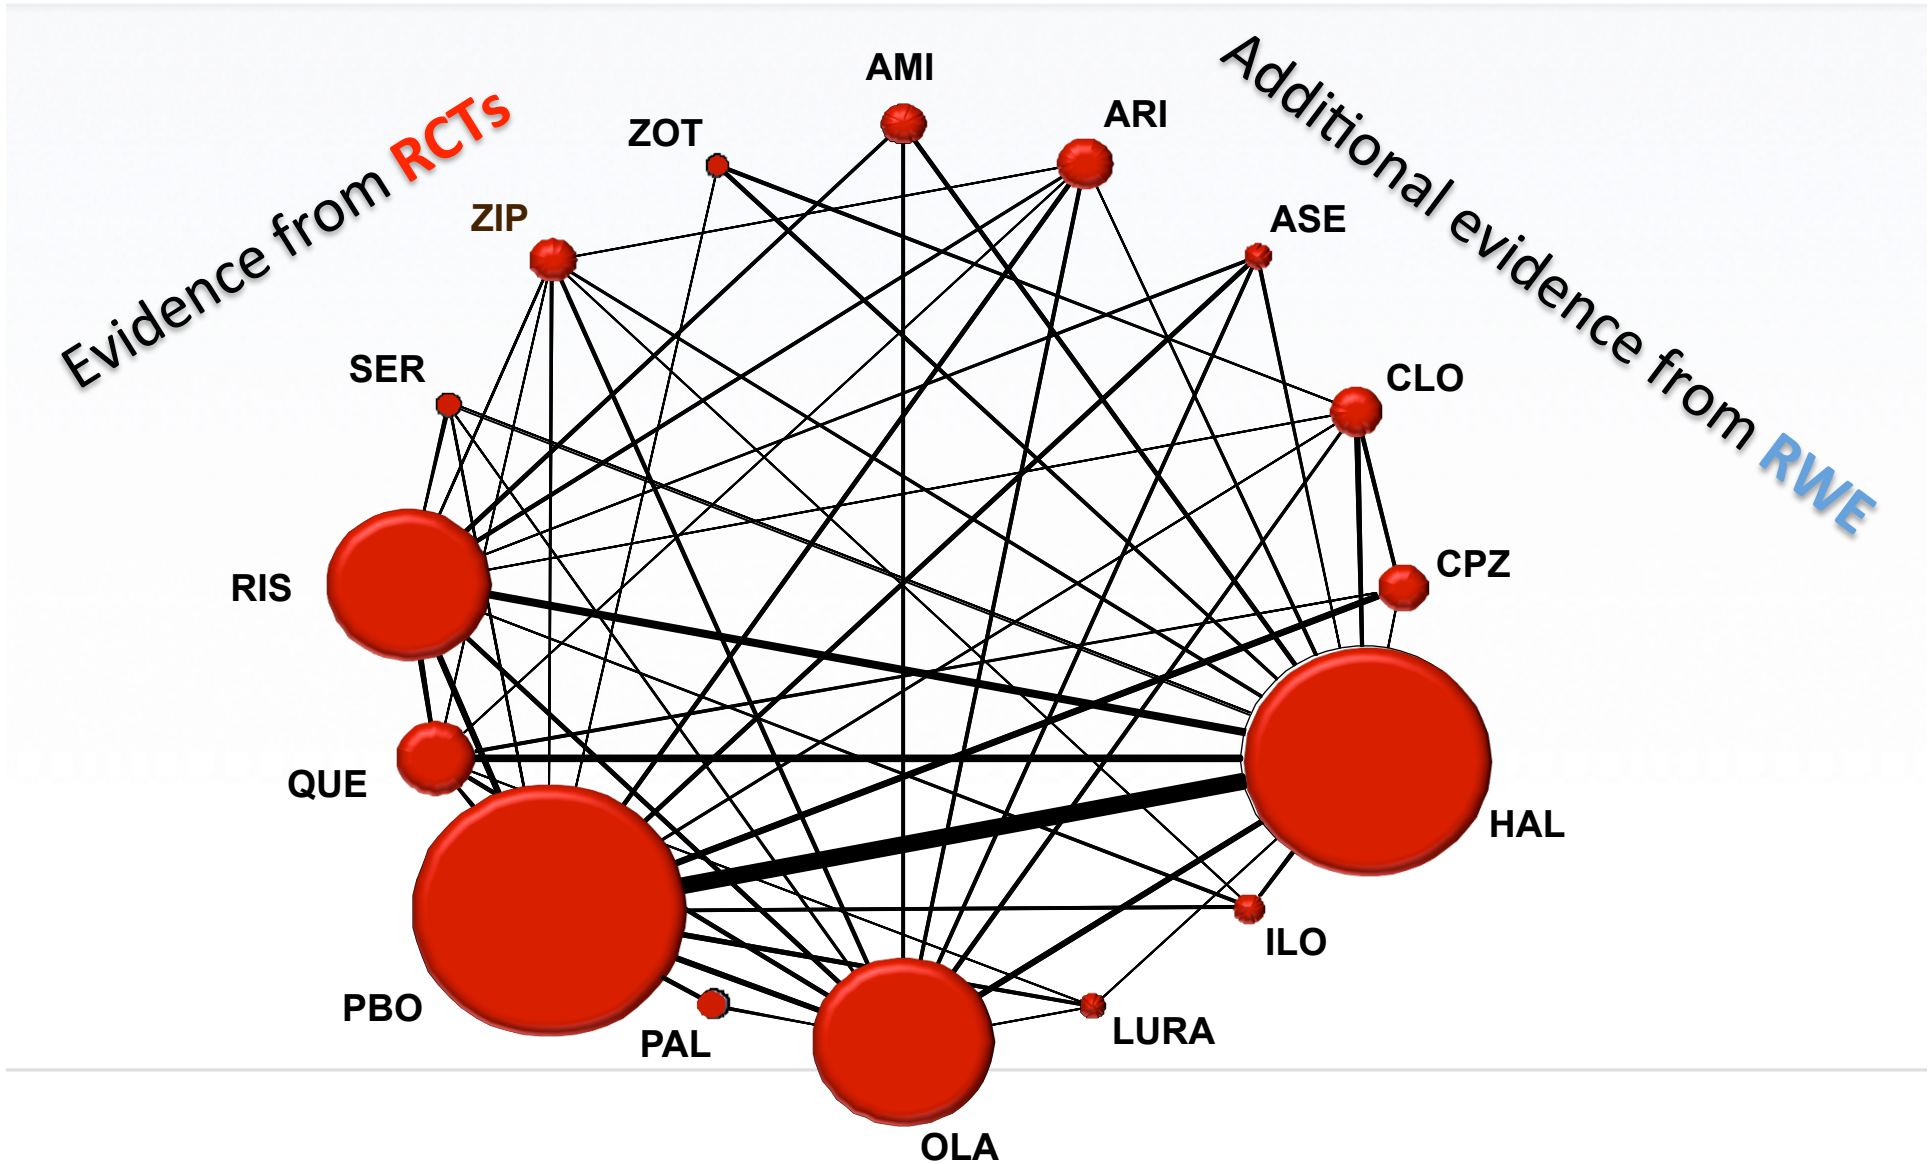 Evidence from RCTs
Additional evidence from RWE
AMI
ARI
ZOT
ZIP
ASE
SER
CLO
CPZ
RIS
QUE
HAL
ILO
PBO
PAL
LURA
OLA